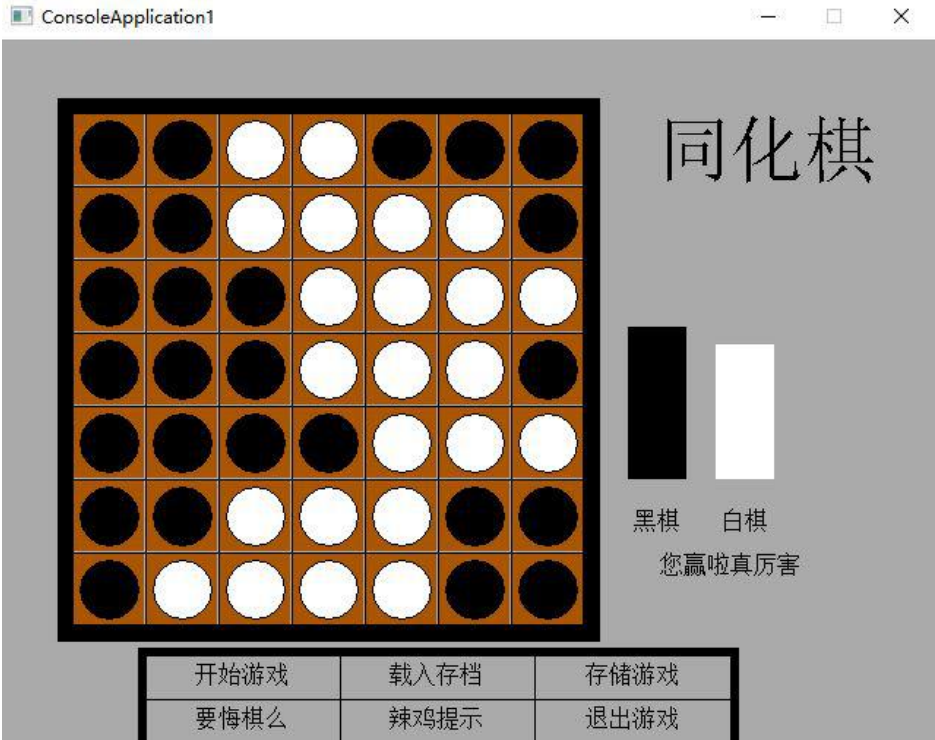 ConsoleApplication1
同化棋
黑棋 白棋
您赢啦真厉害
开始游戏 载入存档 存储游戏
要悔棋么 辣鸡提示 退出游戏